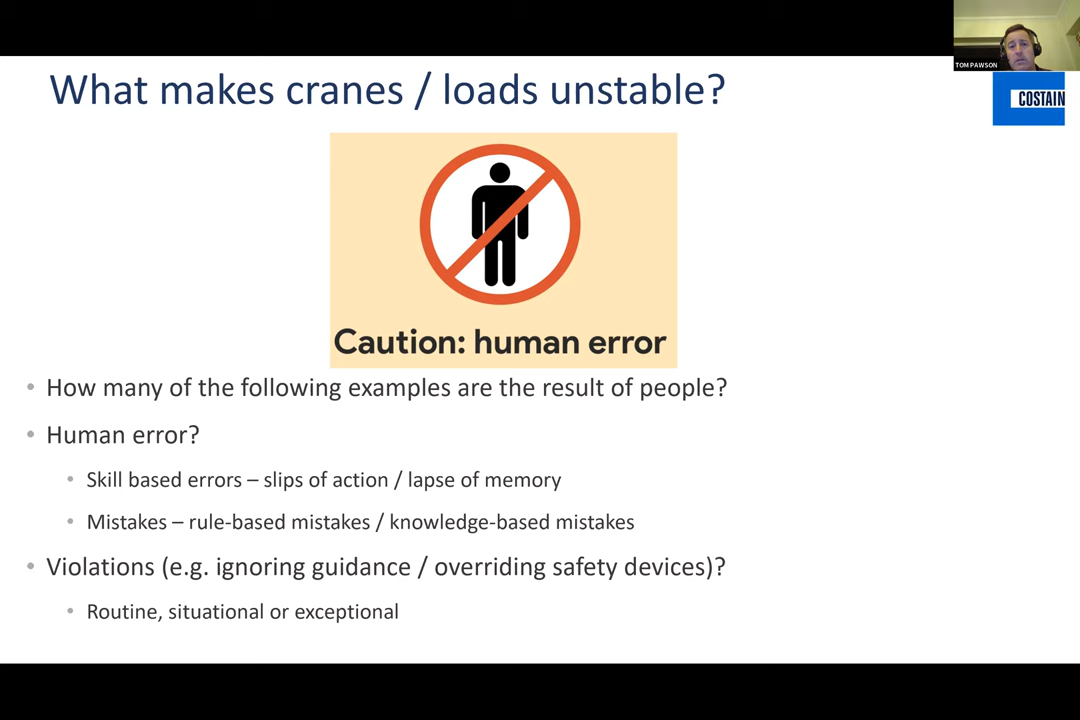 TOM PAWSON
COSTAIN
What makes cranes / loads unstable?
Caution: human error
• How many of the following examples are the result of people?
• Human error?
• Skill based errors – slips of action / lapse of memory
• Mistakes – rule-based mistakes / knowledge-based mistakes
• Violations (e.g. ignoring guidance / overriding safety devices)?
• Routine, situational or exceptional